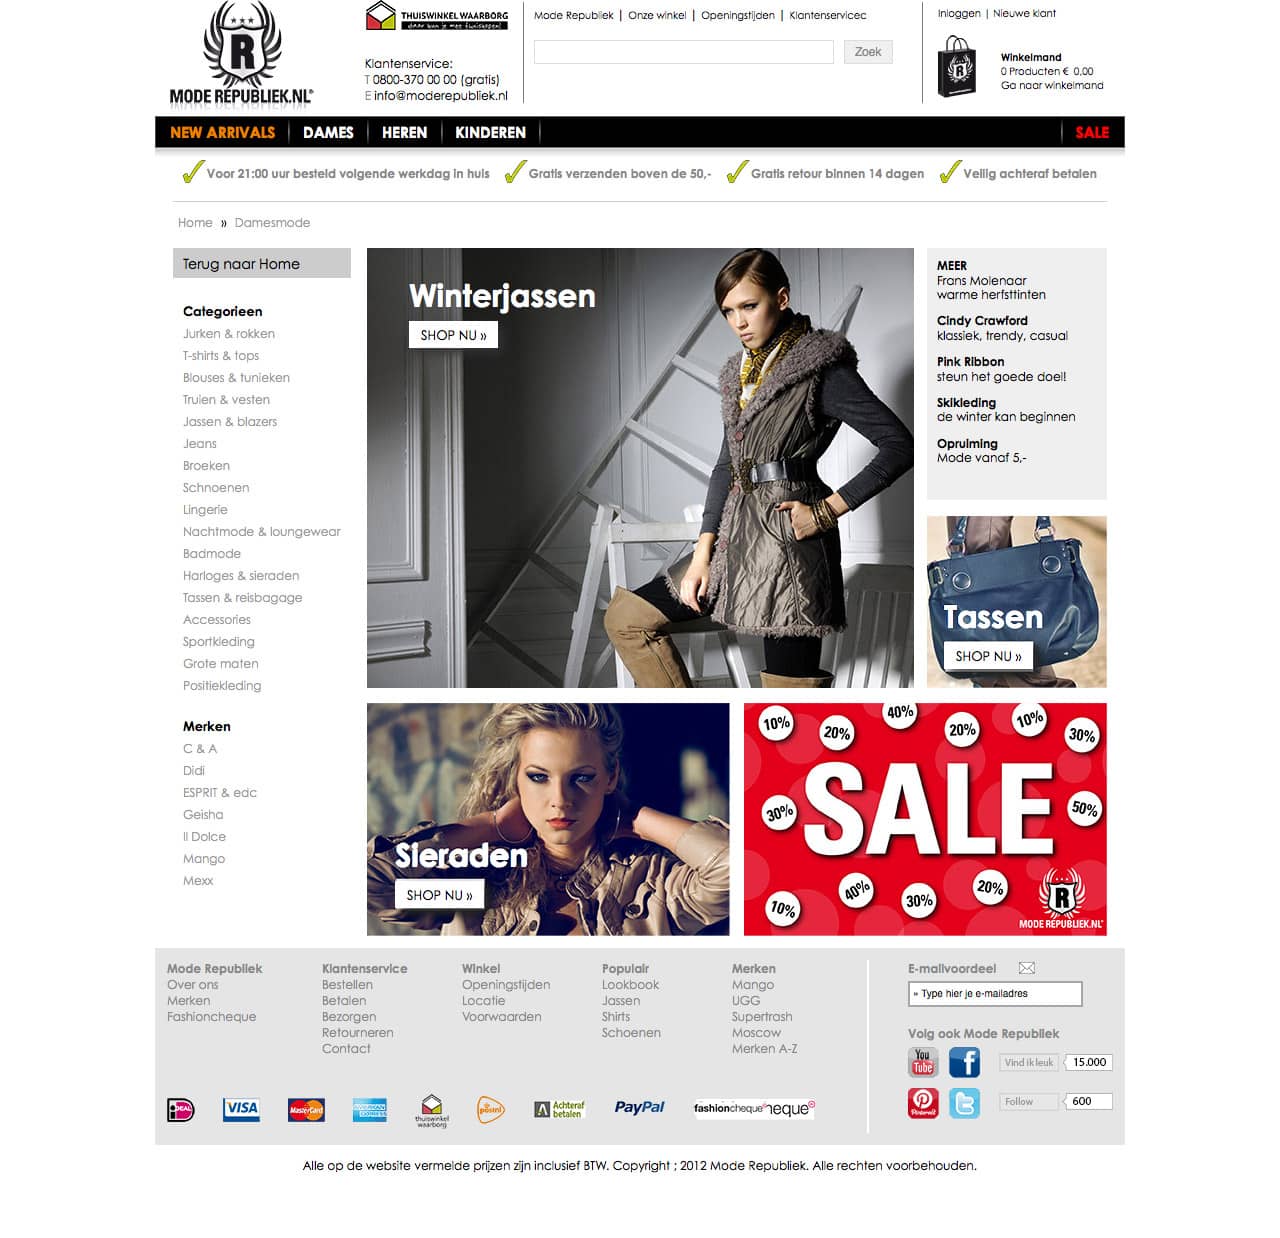 R
MODE REPUBLIEK.NL®
THUISWINKEL WAARBORG
daar kun je mee thuiskopen!
Klantenservice:
T 0800-370 00 00 (gratis)
E info@moderepubliek.nl
Mode Republiek | Onze winkel | Openingstijden | Klantenservicec
Zoek
Inloggen | Nieuwe klant
R
Winkelmand
0 Producten € 0,00
Ga naar winkelmand
NEW ARRIVALS DAMES HEREN KINDEREN SALE
Voor 21:00 uur besteld volgende werkdag in huis Gratis verzenden boven de 50,- Gratis retour binnen 14 dagen Veilig achteraf betalen
Home » Damesmode
Terug naar Home
Categorieen
Jurken & rokken
T-shirts & tops
Blouses & tunieken
Truien & vesten
Jassen & blazers
Jeans
Broeken
Schnoenen
Lingerie
Nachtmode & loungewear
Badmode
Harloges & sieraden
Tassen & reisbagage
Accessories
Sportkleding
Grote maten
Positiekleding
Merken
C & A
Didi
ESPRIT & edc
Geisha
Il Dolce
Mango
Mexx
Winterjassen
SHOP NU »
MEER
Frans Molenaar
warme herfsttinten
Cindy Crawford
klassiek, trendy, casual
Pink Ribbon
steun het goede doel!
Skikleding
de winter kan beginnen
Opruiming
Mode vanaf 5,-
Tassen
SHOP NU »
Sieraden
SHOP NU »
10% 20% 40% 20% 10% 30%
30% SALE 50%
10% 40% 30% 20%
R
MODE REPUBLIEK.NL®
Mode Republiek
Over ons
Merken
Fashioncheque
Klantenservice
Bestellen
Betalen
Bezorgen
Retourneren
Contact
Winkel
Openingstijden
Locatie
Voorwaarden
Populair
Lookbook
Jassen
Shirts
Schoenen
Merken
Mango
UGG
Supertrash
Moscow
Merken A-Z
E-mailvoordeel
» Type hier je e-mailadres
Volg ook Mode Republiek
You Tube f Vind ik leuk 15.000
Pinterest t Follow 600
iDEAL VISA MasterCard AMERICAN EXPRESS thuiswinkel waarborg postnl Achteraf betalen PayPal fashioncheque heque
Alle op de website vermelde prijzen zijn inclusief BTW. Copyright ; 2012 Mode Republiek. Alle rechten voorbehouden.